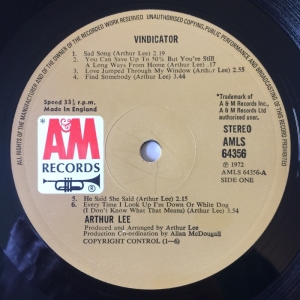 ALL RIGHTS OF THE MANUFACTURER AND OF THE OWNER OF THE RECORDED WORK RESERVED. UNAUTHORISED PUBLIC PERFORMANCE, BROADCASTING AND COPYING OF THIS RECORD PROHIBITED
VINDICATOR
1. Sad Song (Arthur Lee) 2.19
2. You Can Save Up To 50% But You're Still
A Long Ways From Home (Arthur Lee) .17
3. Love Jumped Through My Window (Arthur Lee) 2.55
4. Find Somebody (Arthur Lee) 3.44
Speed 33⅓ r.p.m.
Made in England
A&M
RECORDS
*Trademark of
A & M Records Inc.,
A & M Records Ltd
authorised user.
STEREO
AMLS
64356
℗ 1972
AMLS 64356-A
SIDE ONE
5. He Said She Said (Arthur Lee) 2.15
6. Every Time I Look Up I'm Down or White Dog
(I Don't Know What That Means) (Arthur Lee) 3.54
ARTHUR LEE
Produced and Arranged by Arthur Lee
Production Co-ordination by Allan McDougall
COPYRIGHT CONTROL (1—6)